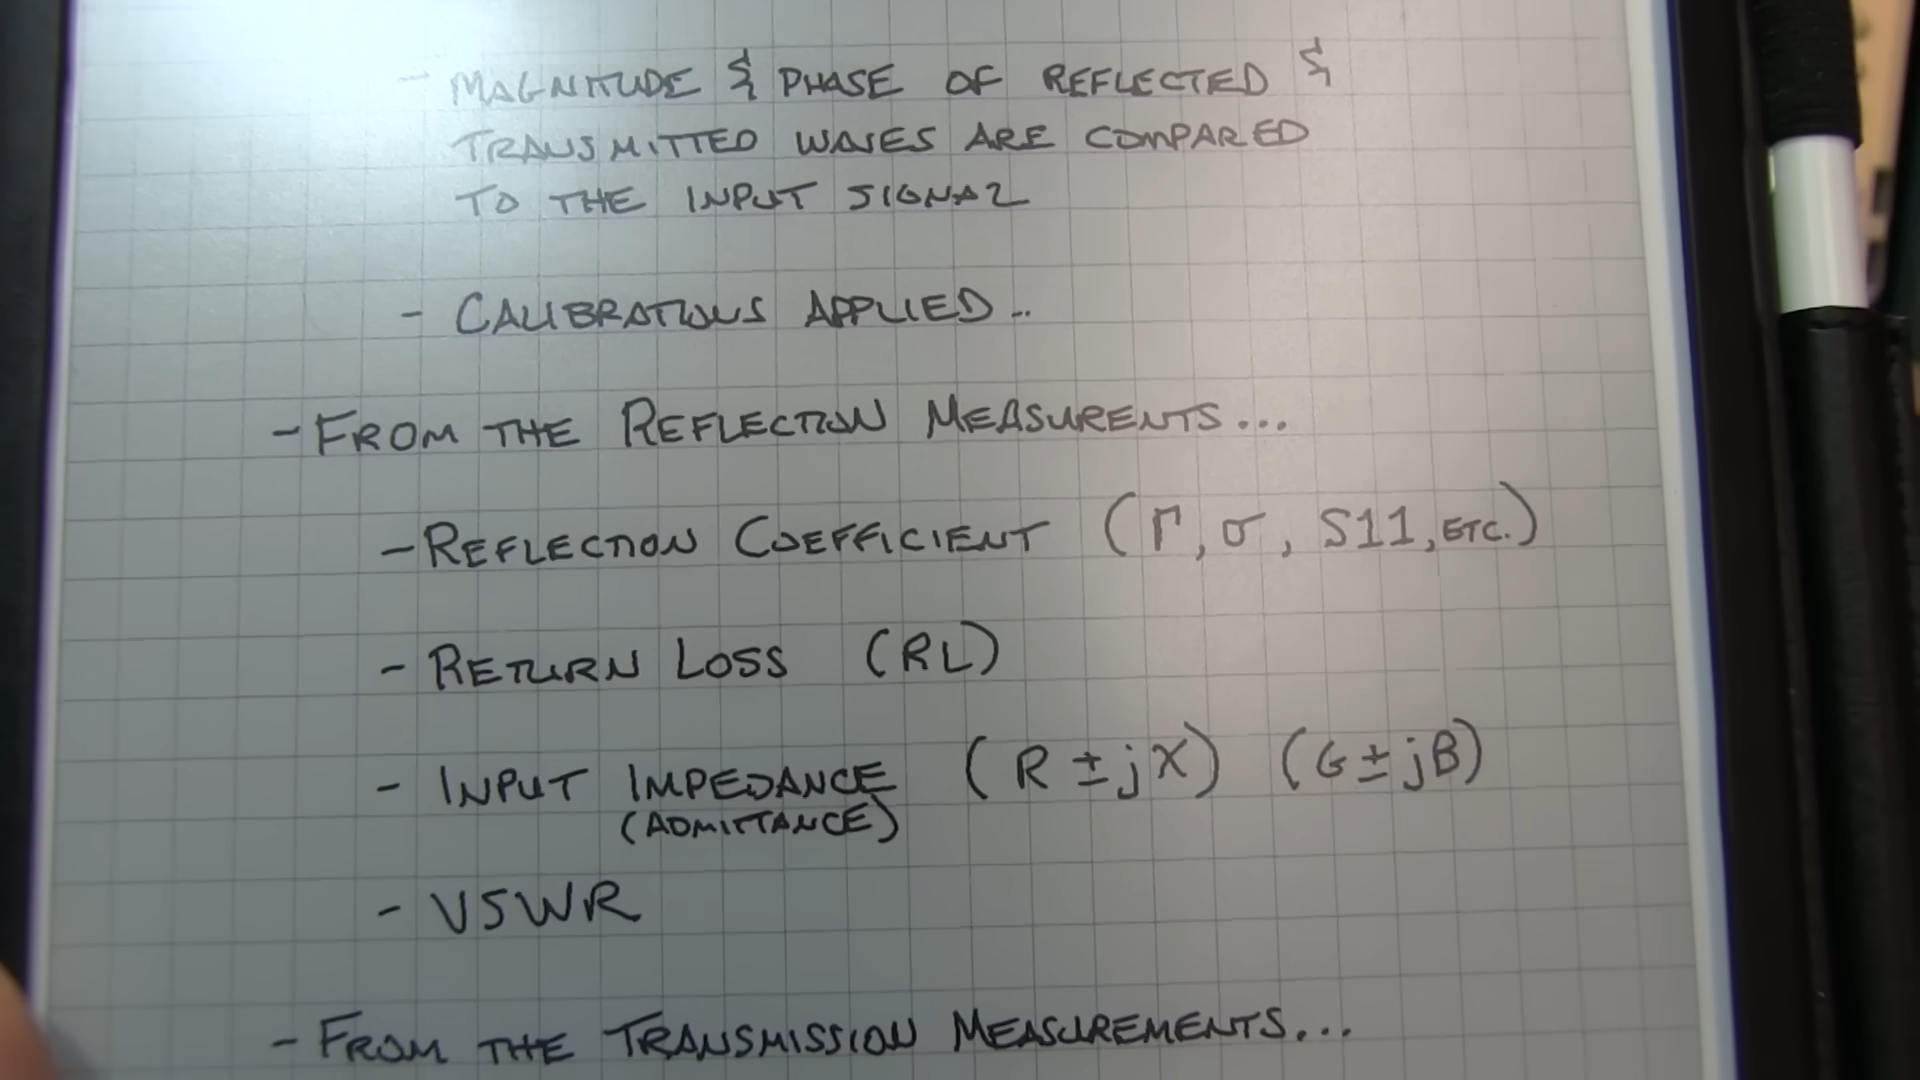 - MAGNITUDE & PHASE OF REFLECTED &
TRANSMITTED WAVES ARE COMPARED
TO THE INPUT SIGNAL
- CALIBRATIONS APPLIED..
- FROM THE REFLECTION MEASURENTS...
- REFLECTION COEFFICIENT (Γ, σ, S11, ETC.)
- RETURN LOSS (RL)
- INPUT IMPEDANCE (R ± jX) (G ± jB)
(ADMITTANCE)
- VSWR
- FROM THE TRANSMISSION MEASUREMENTS...